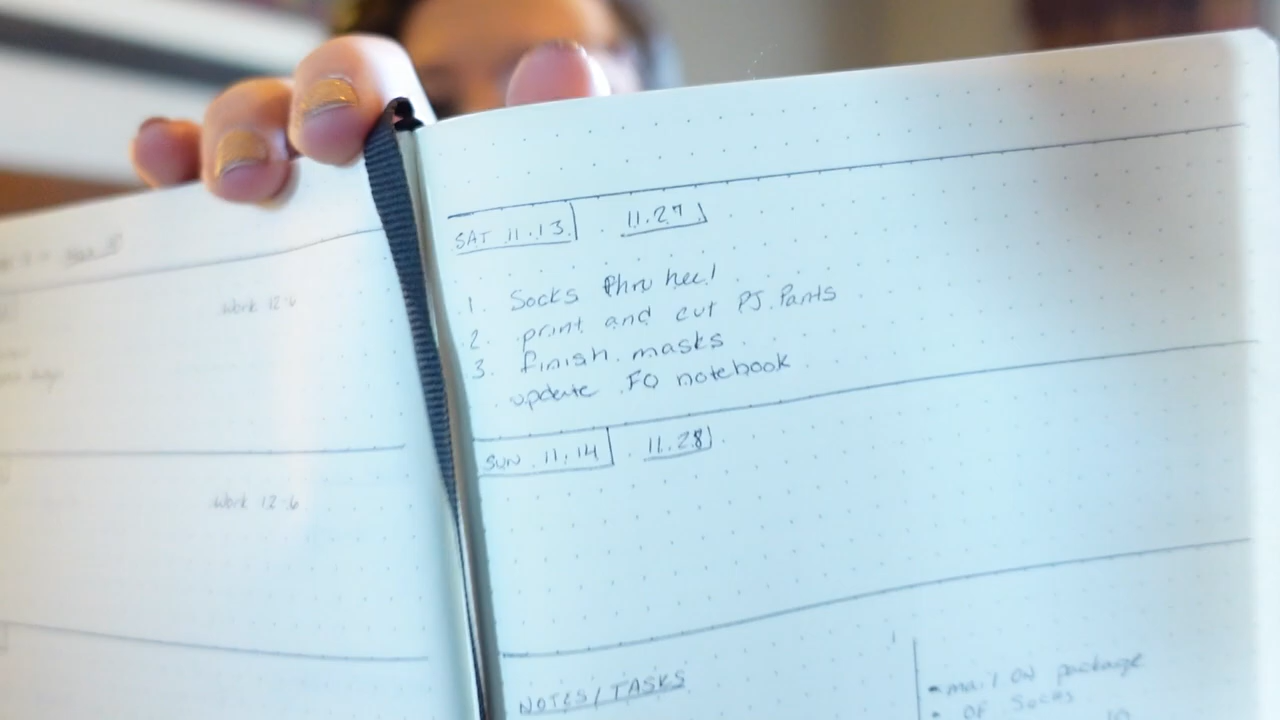 Work 12-6
Work 12-6
SAT 11.13 11.27
1. Socks thru heel
2. print and cut PJ Pants
3. finish masks
update FO notebook
SUN 11.14 11.28
NOTES/TASKS
- mail package
• OF Socks